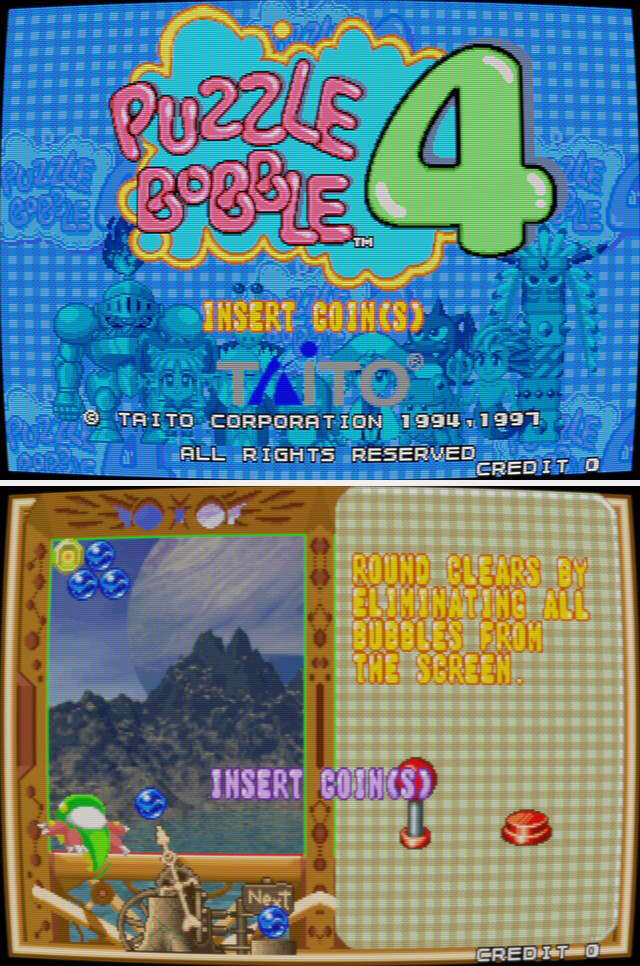 PUZZLE
BOBBLE 4
TM
INSERT COIN(S)
TAITO®
© TAITO CORPORATION 1994,1997
ALL RIGHTS RESERVED
CREDIT 0
ROUND CLEARS BY
ELIMINATING ALL
BUBBLES FROM
THE SCREEN.
INSERT COIN(S)
Next
CREDIT 0